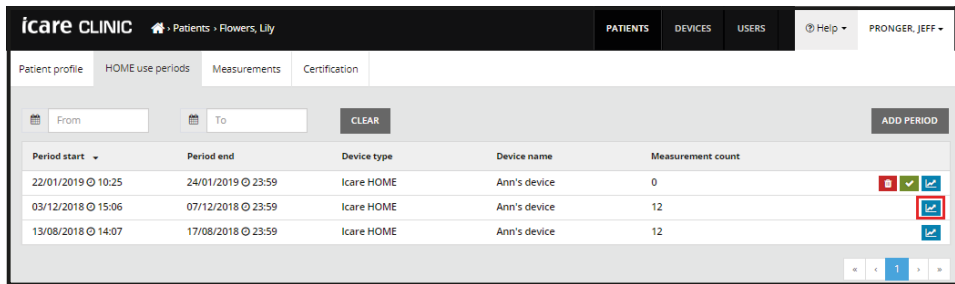 icare CLINIC › Patients › Flowers, Lily PATIENTS DEVICES USERS Help PRONGER, JEFF
Patient profile HOME use periods Measurements Certification
From To CLEAR ADD PERIOD
Period start Period end Device type Device name Measurement count
22/01/2019 10:25 24/01/2019 23:59 Icare HOME Ann's device 0
03/12/2018 15:06 07/12/2018 23:59 Icare HOME Ann's device 12
13/08/2018 14:07 17/08/2018 23:59 Icare HOME Ann's device 12
« ‹ 1 › »